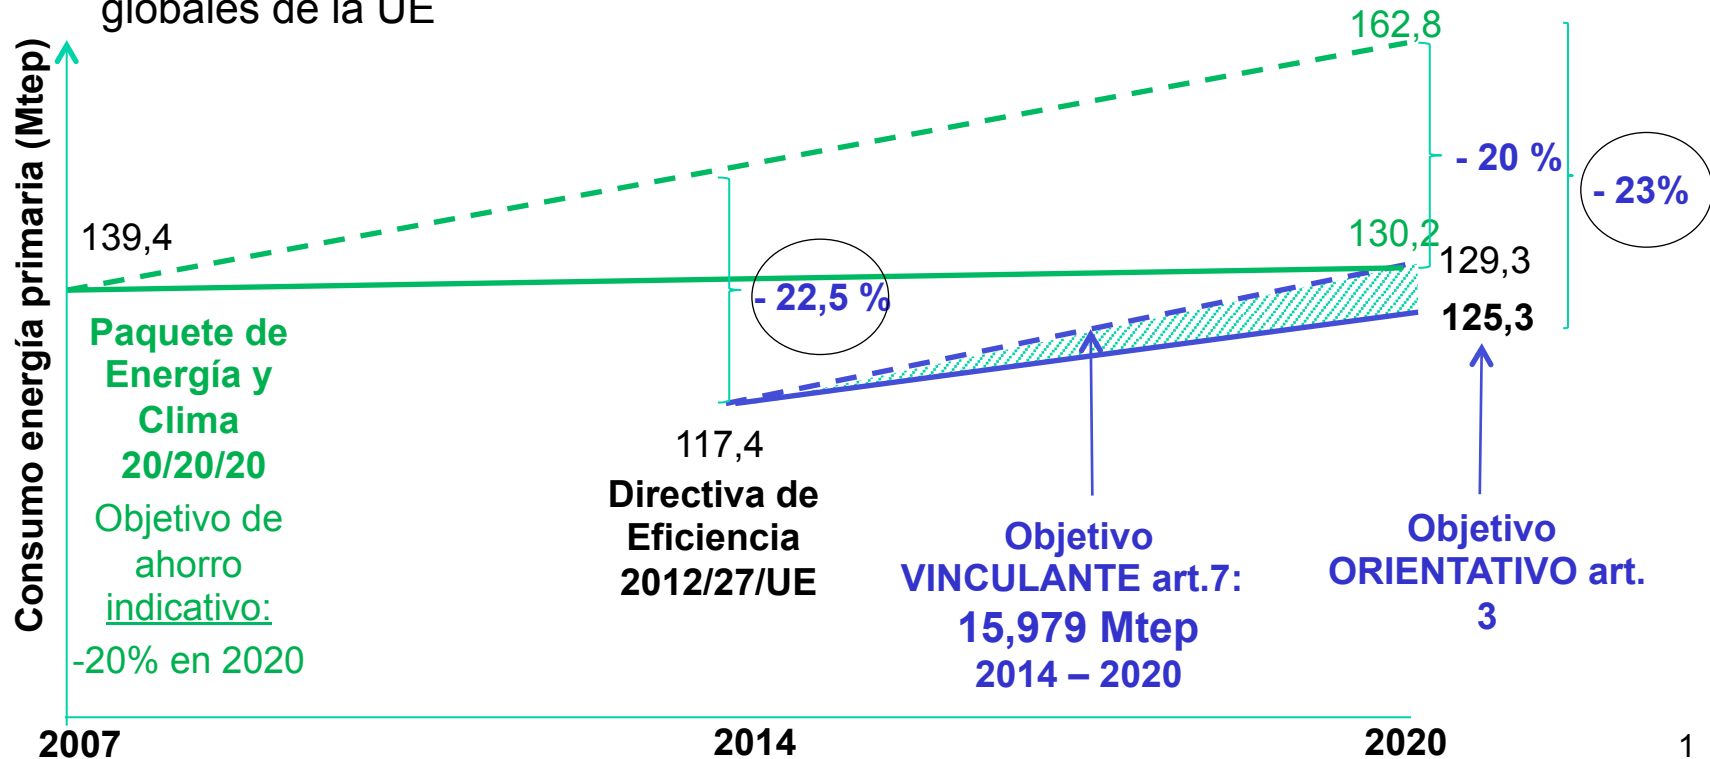 globales de la UE
Consumo energía primaria (Mtep)
162,8
- 20 %
- 23%
139,4
130,2
129,3
- 22,5 %
125,3
Paquete de
Energía y
Clima
20/20/20
Objetivo de
ahorro
indicativo:
-20% en 2020
117,4
Directiva de
Eficiencia
2012/27/UE
Objetivo
VINCULANTE art.7:
15,979 Mtep
2014 – 2020
Objetivo
ORIENTATIVO art.
3
2007
2014
2020
1